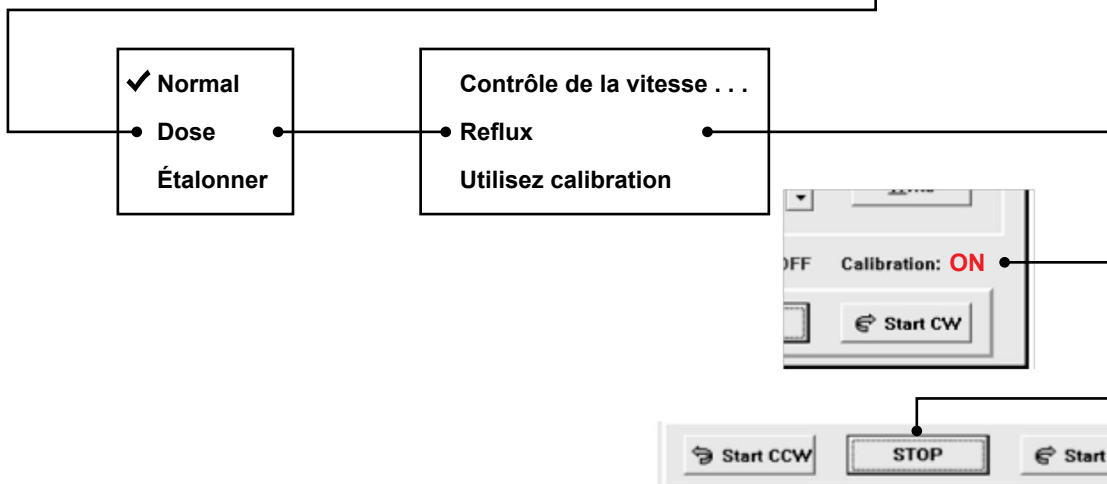 ✓ Normal
Dose
Étalonner
Contrôle de la vitesse . . .
Reflux
Utilisez calibration
Calibration: ON
Start CW
Start CCW
STOP
Start